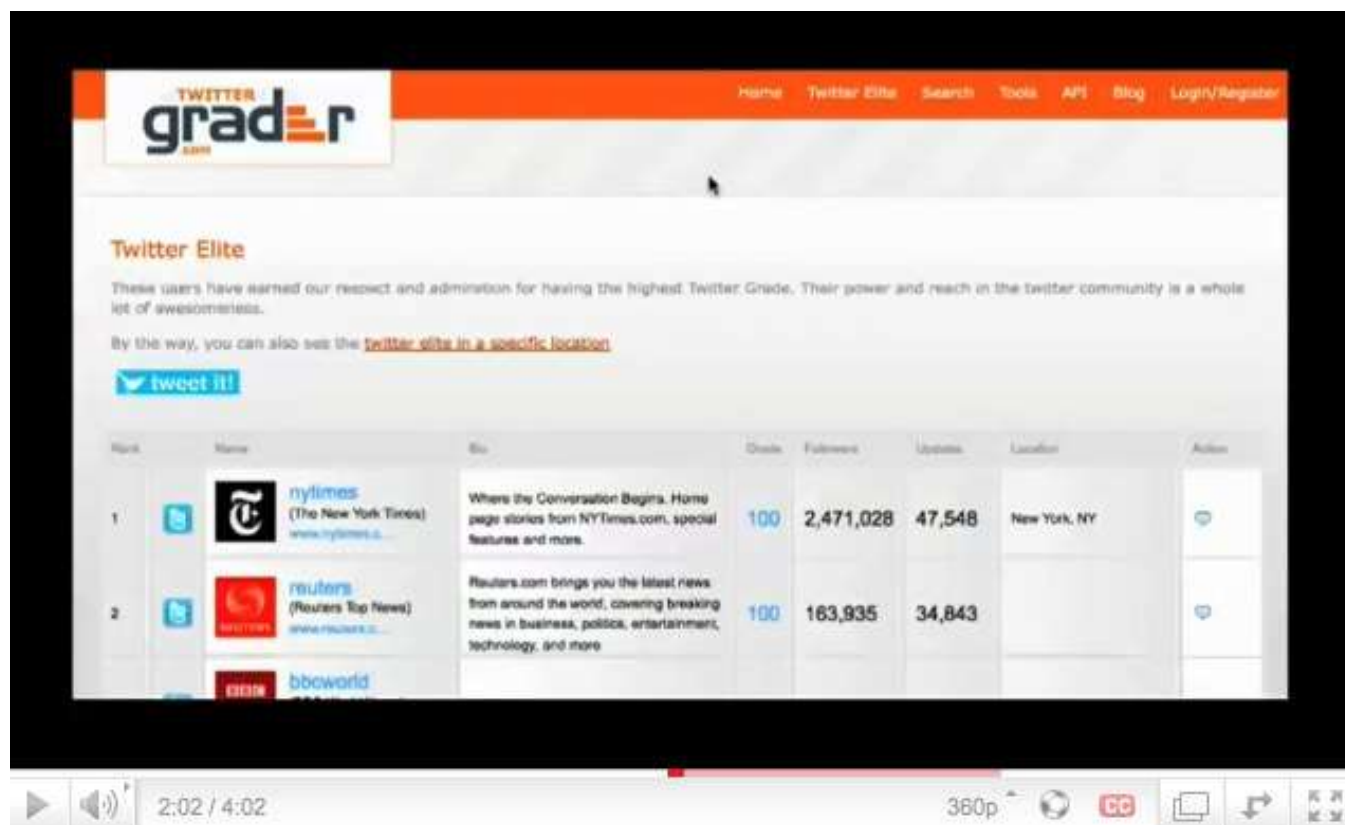 TWITTER
grader
.com
Home Twitter Elite Search Tools API Blog Login/Register
Twitter Elite
These users have earned our respect and admiration for having the highest Twitter Grade. Their power and reach in the twitter community is a whole
lot of awesomeness.
By the way, you can also see the twitter elite in a specific location
tweet it!
Rank Name Bio Grade Followers Updates Location Action
1 nytimes
(The New York Times)
www.nytimes.c...
Where the Conversation Begins. Home
page stories from NYTimes.com, special
features and more.
100 2,471,028 47,548 New York, NY
2 reuters
(Reuters Top News)
www.reuters.c...
REUTERS
Reuters.com brings you the latest news
from around the world, covering breaking
news in business, politics, entertainment,
technology, and more
100 163,935 34,843
BBC
bbcworld
2:02 / 4:02 360p CC